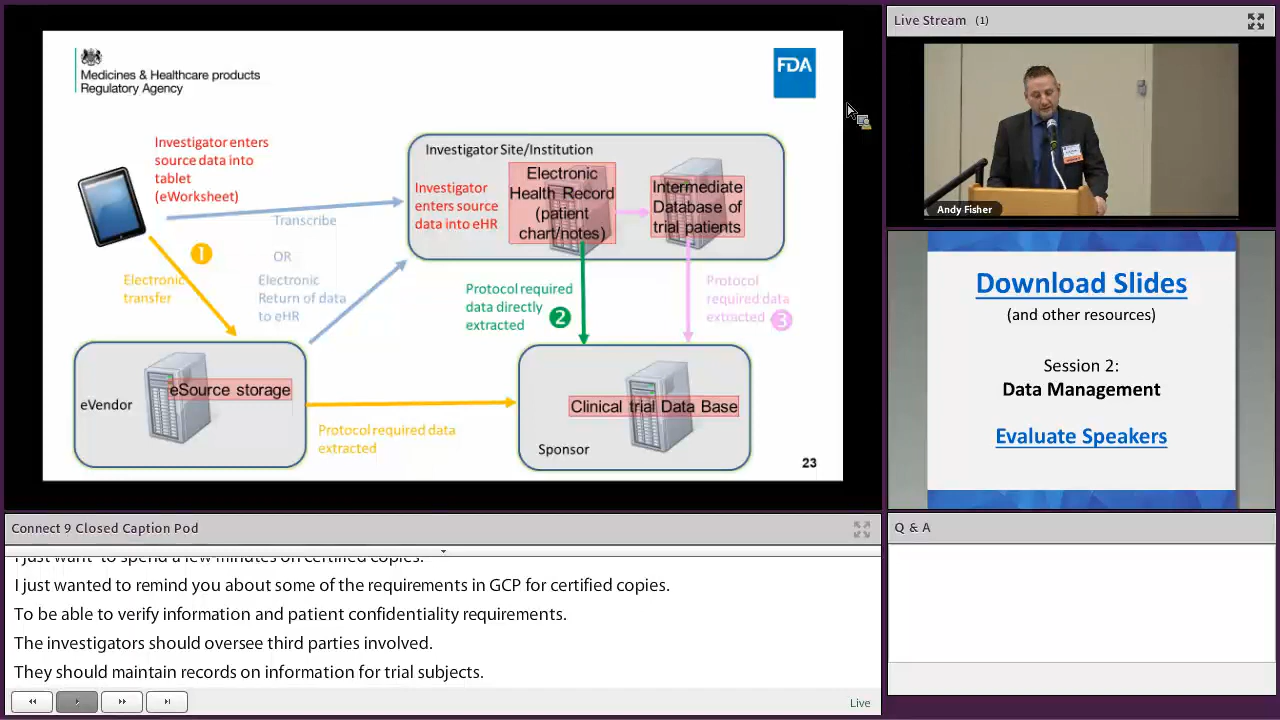 Medicines & Healthcare products
Regulatory Agency
FDA
Investigator enters
source data into
tablet
(eWorksheet)
Transcribe
OR
Electronic
Return of data
to eHR
1
Electronic
transfer
Investigator Site/Institution
Investigator
enters source
data into eHR
Electronic
Health Record
(patient
chart/notes)
Intermediate
Database of
trial patients
Protocol required
data directly
extracted
2
Protocol
required data
extracted
3
eVendor
eSource storage
Protocol required data
extracted
Clinical trial Data Base
Sponsor
23
Live Stream (1)
Andy Fisher
Download Slides
(and other resources)
Session 2:
Data Management
Evaluate Speakers
Connect 9 Closed Caption Pod
I just want to spend a few minutes on certified copies.
I just wanted to remind you about some of the requirements in GCP for certified copies.
To be able to verify information and patient confidentiality requirements.
The investigators should oversee third parties involved.
They should maintain records on information for trial subjects.
Live
Q & A